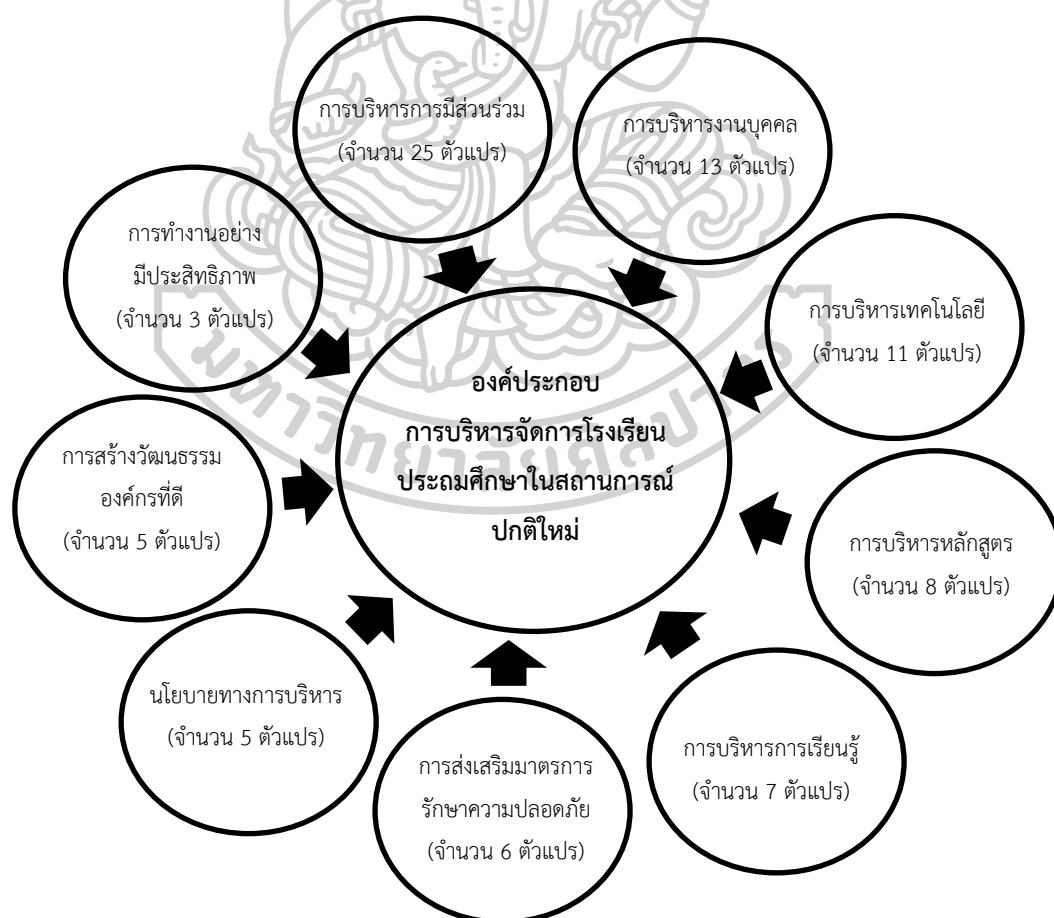 การบริหารการมีส่วนร่วม
(จำนวน 25 ตัวแปร)
การบริหารงานบุคคล
(จำนวน 13 ตัวแปร)
การทำงานอย่าง
มีประสิทธิภาพ
(จำนวน 3 ตัวแปร)
การบริหารเทคโนโลยี
(จำนวน 11 ตัวแปร)
องค์ประกอบ
การบริหารจัดการโรงเรียน
ประถมศึกษาในสถานการณ์
ปกติใหม่
การสร้างวัฒนธรรม
องค์กรที่ดี
(จำนวน 5 ตัวแปร)
การบริหารหลักสูตร
(จำนวน 8 ตัวแปร)
นโยบายทางการบริหาร
(จำนวน 5 ตัวแปร)
การส่งเสริมมาตรการ
รักษาความปลอดภัย
(จำนวน 6 ตัวแปร)
การบริหารการเรียนรู้
(จำนวน 7 ตัวแปร)
มหาวิทยาลัยศิลปากร